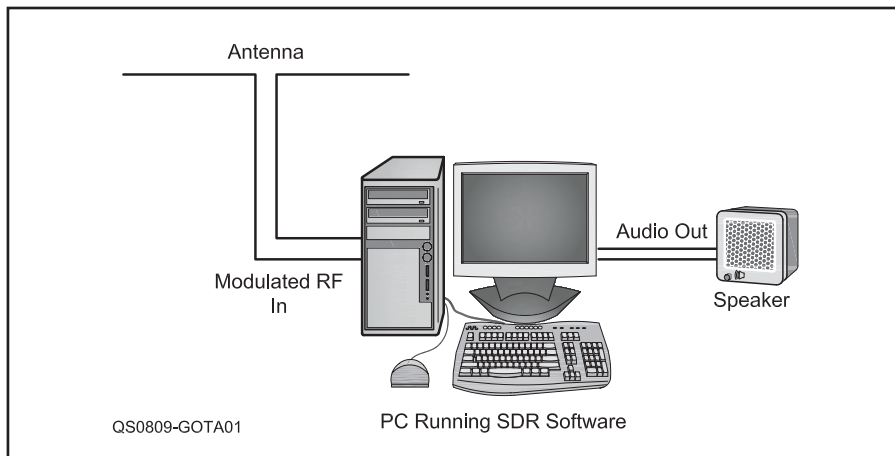 Antenna
Audio Out
Modulated RF
In
Speaker
PC Running SDR Software
QS0809-GOTA01